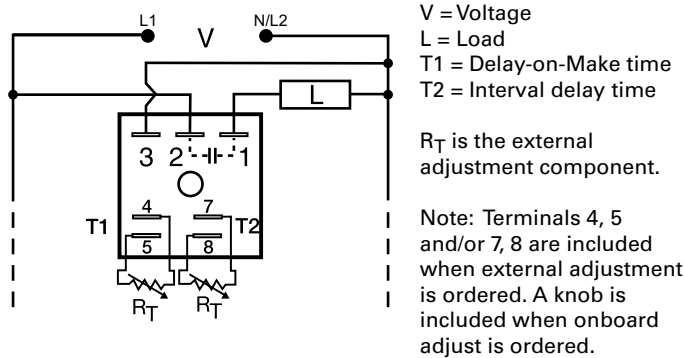 L1
V
N/L2
L
3
2
1
4
7
T1
T2
5
8
RT
RT
V = Voltage
L = Load
T1 = Delay-on-Make time
T2 = Interval delay time
RT is the external
adjustment component.
Note: Terminals 4, 5
and/or 7, 8 are included
when external adjustment
is ordered. A knob is
included when onboard
adjust is ordered.